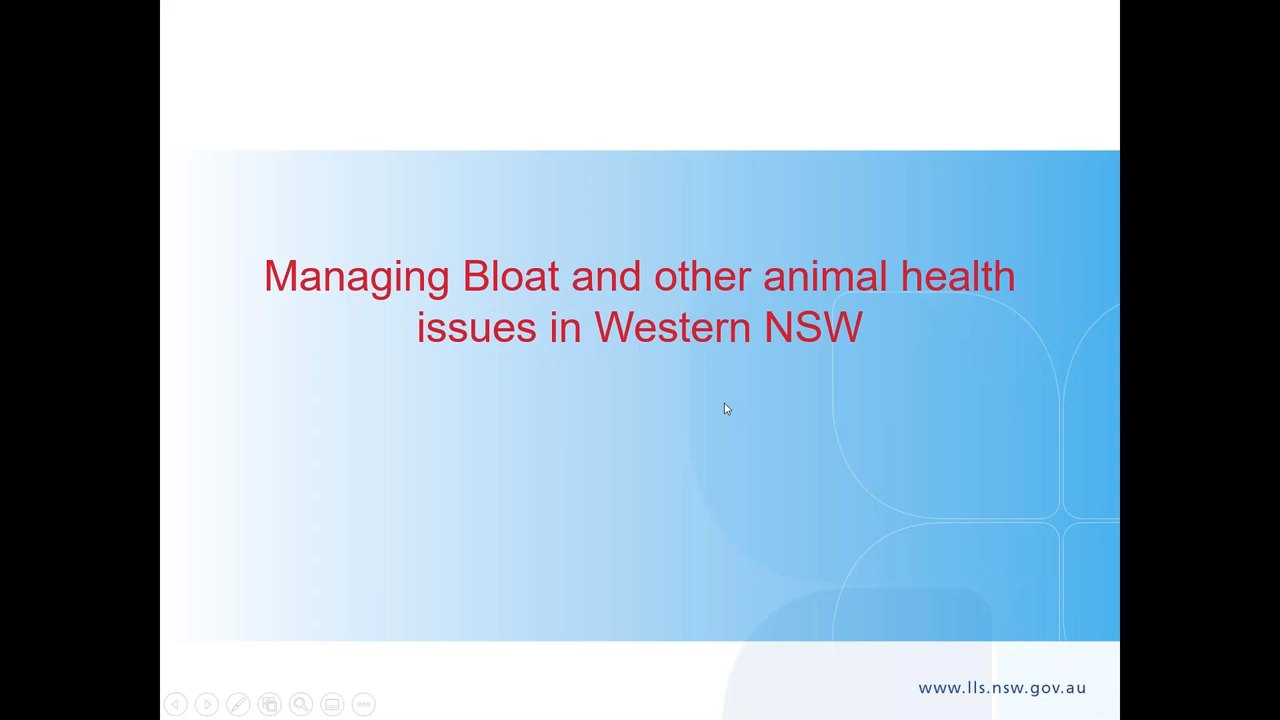 Managing Bloat and other animal health
issues in Western NSW
www.lls.nsw.gov.au